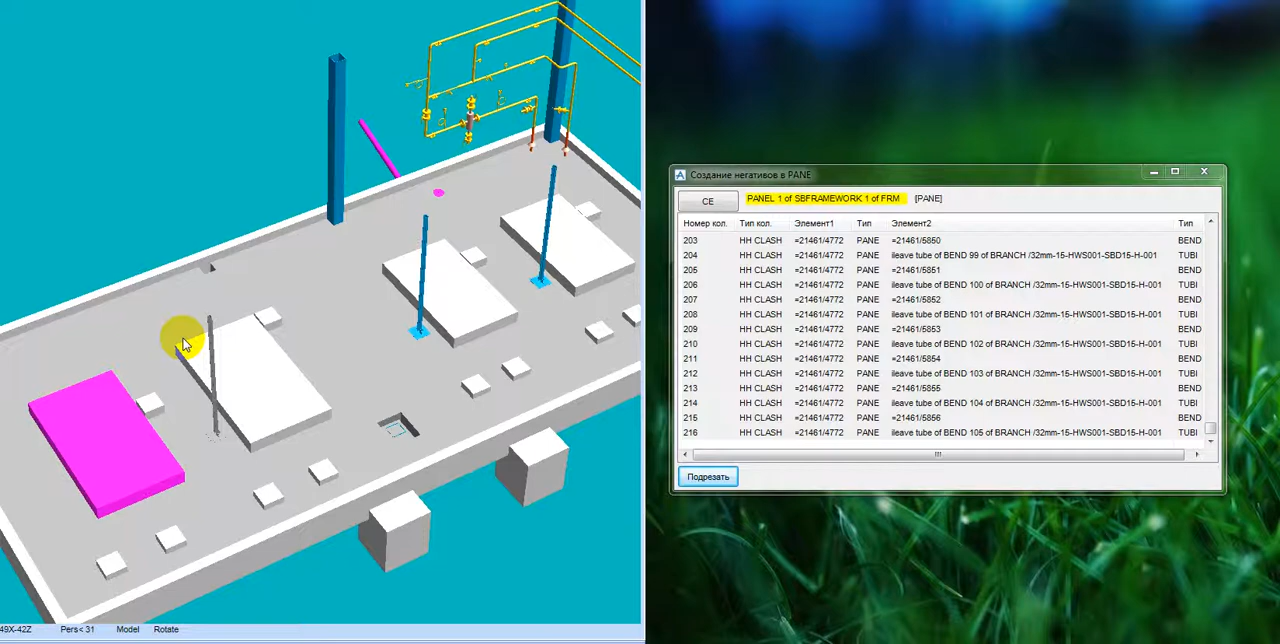 Создание негативов в PANE
CE PANEL 1 of SBFRAMEWORK 1 of FRM [PANE]
Номер кол. Тип кол. Элемент1 Тип Элемент2 Тип
203 HH CLASH =21461/4772 PANE =21461/5850 BEND
204 HH CLASH =21461/4772 PANE ileave tube of BEND 99 of BRANCH /32mm-15-HWS001-SBD15-H-001 TUBI
205 HH CLASH =21461/4772 PANE =21461/5851 BEND
206 HH CLASH =21461/4772 PANE ileave tube of BEND 100 of BRANCH /32mm-15-HWS001-SBD15-H-001 TUBI
207 HH CLASH =21461/4772 PANE =21461/5852 BEND
208 HH CLASH =21461/4772 PANE ileave tube of BEND 101 of BRANCH /32mm-15-HWS001-SBD15-H-001 TUBI
209 HH CLASH =21461/4772 PANE =21461/5853 BEND
210 HH CLASH =21461/4772 PANE ileave tube of BEND 102 of BRANCH /32mm-15-HWS001-SBD15-H-001 TUBI
211 HH CLASH =21461/4772 PANE =21461/5854 BEND
212 HH CLASH =21461/4772 PANE ileave tube of BEND 103 of BRANCH /32mm-15-HWS001-SBD15-H-001 TUBI
213 HH CLASH =21461/4772 PANE =21461/5855 BEND
214 HH CLASH =21461/4772 PANE ileave tube of BEND 104 of BRANCH /32mm-15-HWS001-SBD15-H-001 TUBI
215 HH CLASH =21461/4772 PANE =21461/5856 BEND
216 HH CLASH =21461/4772 PANE ileave tube of BEND 105 of BRANCH /32mm-15-HWS001-SBD15-H-001 TUBI
Подрезать
49X-42Z Pers< 31 Model Rotate